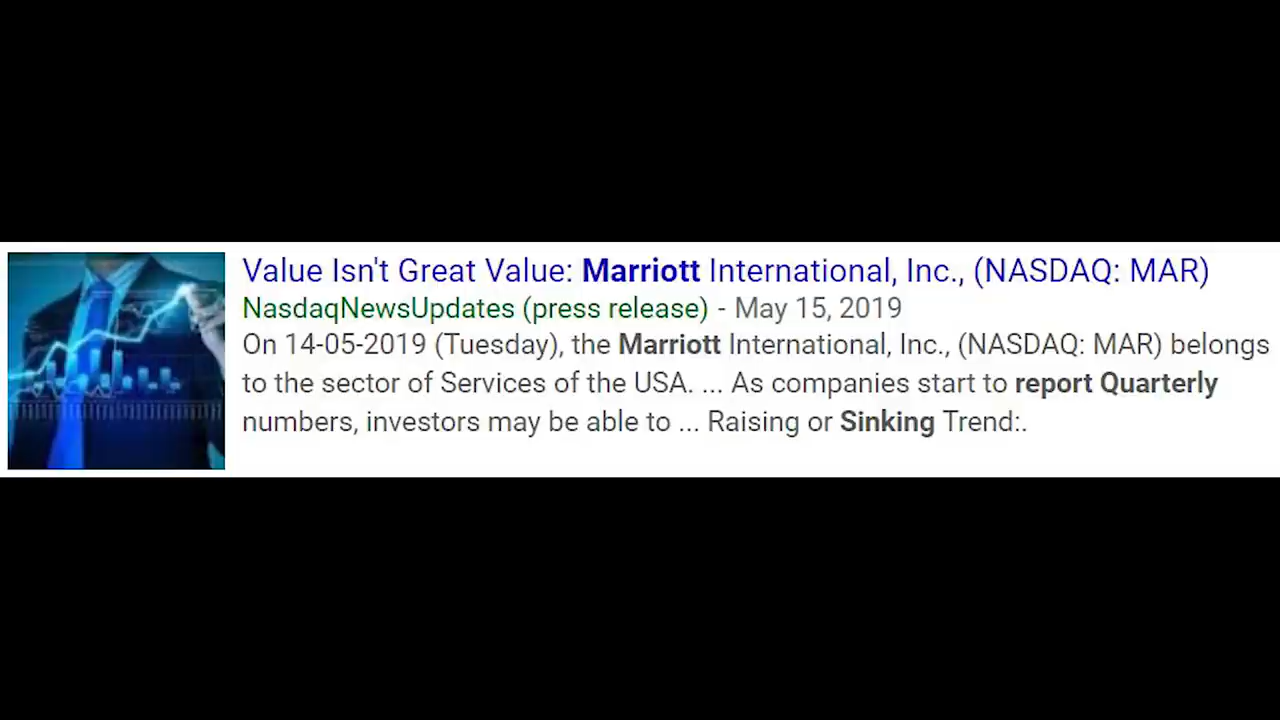 Value Isn't Great Value: Marriott International, Inc., (NASDAQ: MAR)
NasdaqNewsUpdates (press release) - May 15, 2019
On 14-05-2019 (Tuesday), the Marriott International, Inc., (NASDAQ: MAR) belongs
to the sector of Services of the USA. ... As companies start to report Quarterly
numbers, investors may be able to ... Raising or Sinking Trend:.